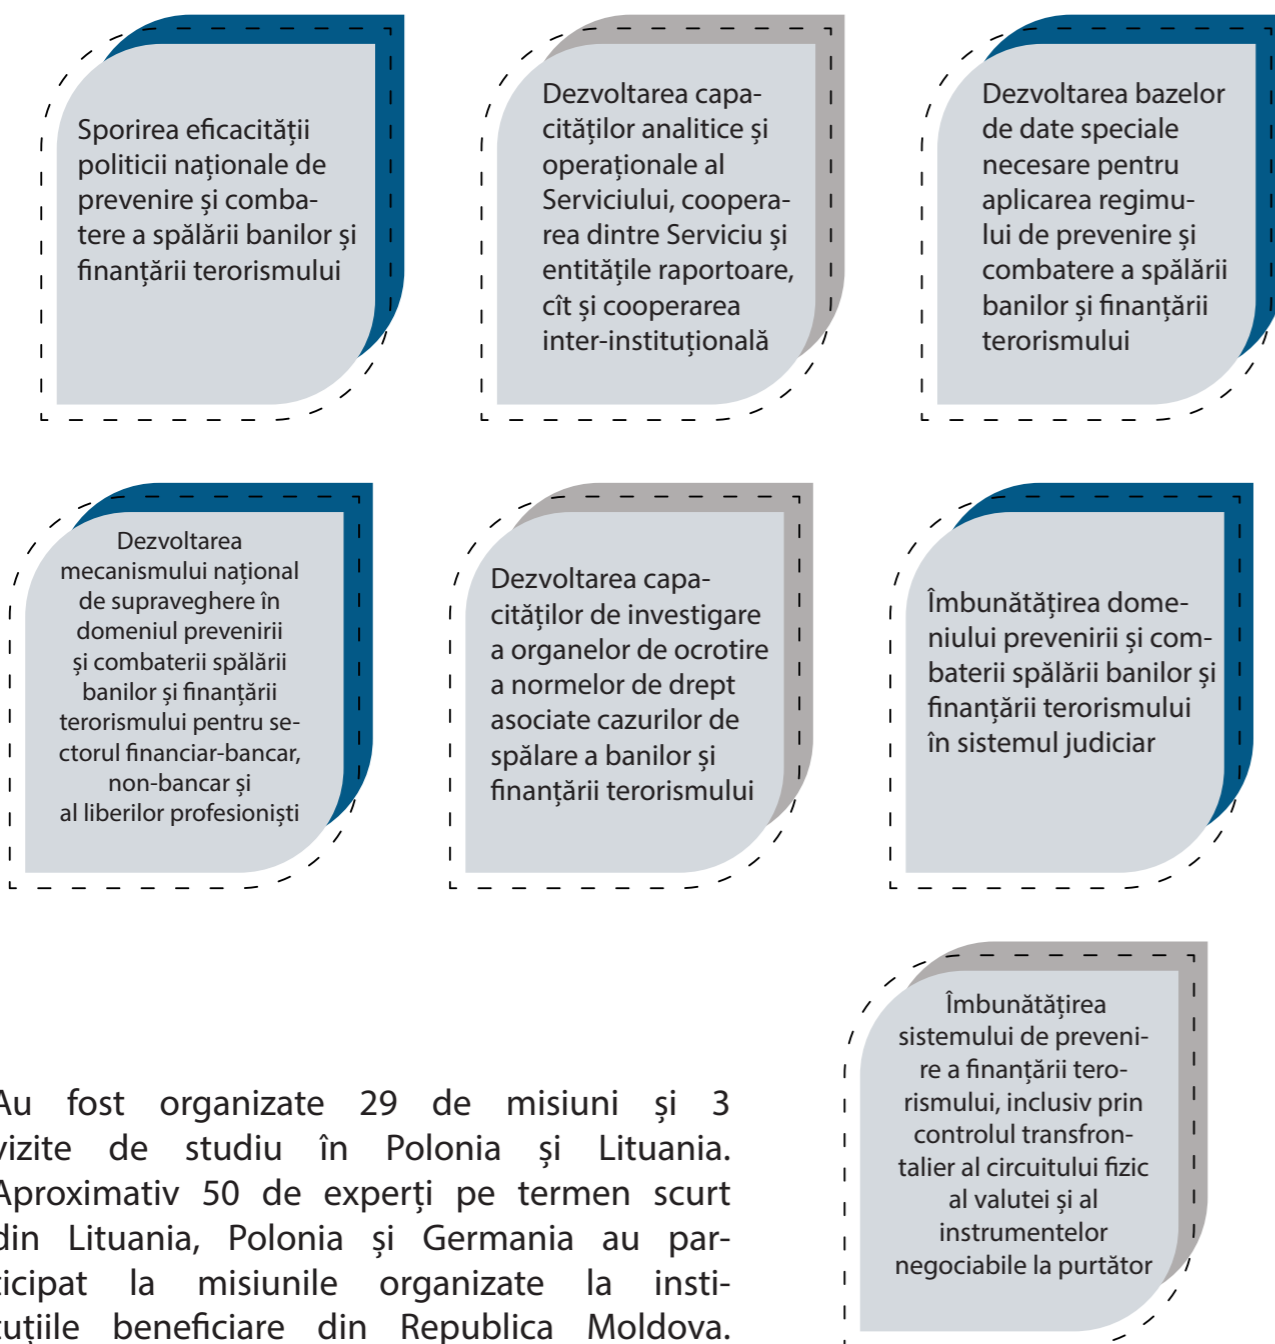 Sporirea eficacității
politicii naționale de
prevenire și comba-
tere a spălării banilor și
finanțării terorismului
Dezvoltarea capa-
cităților analitice și
operaționale al
Serviciului, coopera-
rea dintre Serviciu și
entitățile raportoare,
cît și cooperarea
inter-instituțională
Dezvoltarea bazelor
de date speciale
necesare pentru
aplicarea regimu-
lui de prevenire și
combatere a spălării
banilor și finanțării
terorismului
Dezvoltarea
mecanismului național
de supraveghere în
domeniul prevenirii
și combaterii spălării
banilor și finanțării
terorismului pentru se-
ctorul financiar-bancar,
non-bancar și
al liberilor profesioniști
Dezvoltarea capa-
cităților de investigare
a organelor de ocrotire
a normelor de drept
asociate cazurilor de
spălare a banilor și
finanțării terorismului
Îmbunătățirea dome-
niului prevenirii și com-
baterii spălării banilor și
finanțării terorismului
în sistemul judiciar
Îmbunătățirea
sistemului de preveni-
re a finanțării tero-
rismului, inclusiv prin
controlul transfron-
talier al circuitului fizic
al valutei și al
instrumentelor
negociabile la purtător
Au fost organizate 29 de misiuni și 3
vizite de studiu în Polonia și Lituania.
Aproximativ 50 de experți pe termen scurt
din Lituania, Polonia și Germania au par-
ticipat la misiunile organizate la insti-
tuțiile beneficiare din Republica Moldova.